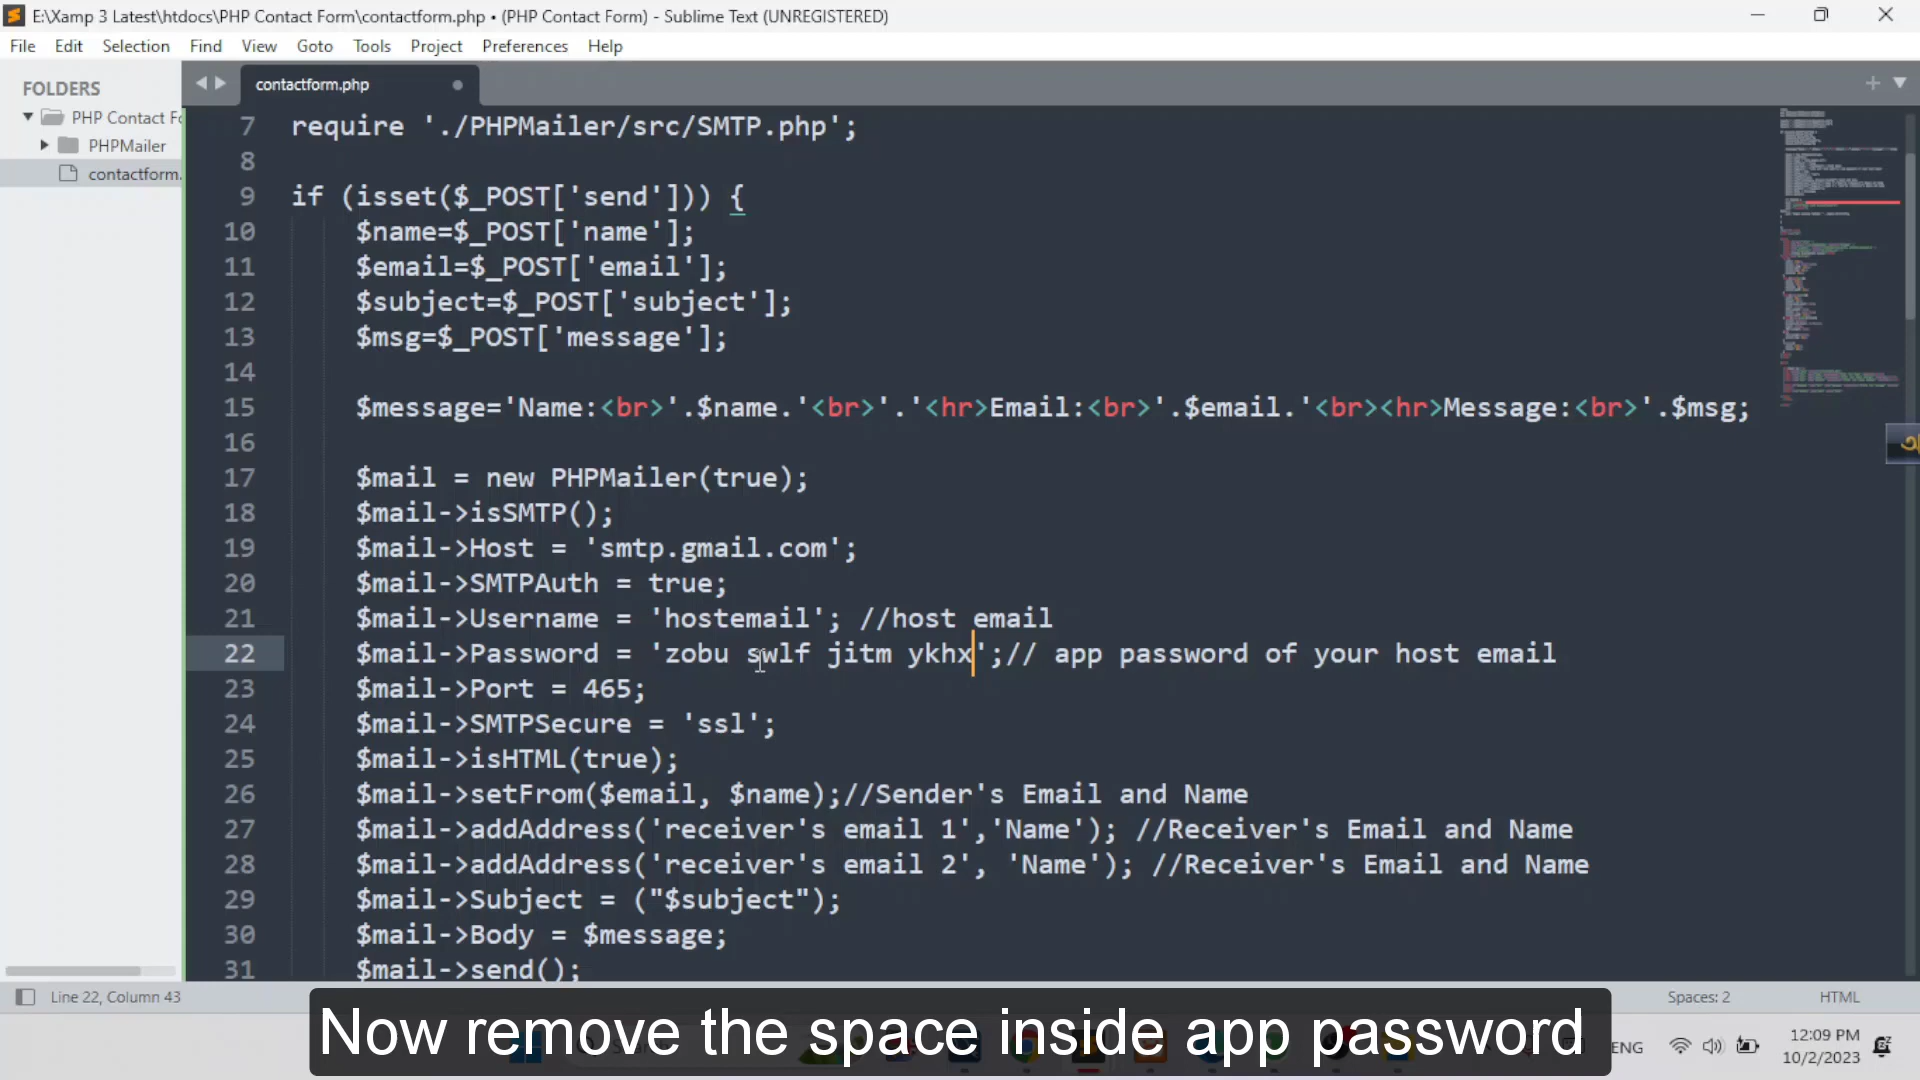 E:\Xamp 3 Latest\htdocs\PHP Contact Form\contactform.php • (PHP Contact Form) - Sublime Text (UNREGISTERED)
File Edit Selection Find View Goto Tools Project Preferences Help
FOLDERS
PHP Contact Fo
PHPMailer
contactform.
contactform.php
7 require './PHPMailer/src/SMTP.php';
8
9 if (isset($_POST['send'])) {
10 $name=$_POST['name'];
11 $email=$_POST['email'];
12 $subject=$_POST['subject'];
13 $msg=$_POST['message'];
14
15 $message='Name:<br>'.$name.'<br>'.'<hr>Email:<br>'.$email.'<br><hr>Message:<br>'.$msg;
16
17 $mail = new PHPMailer(true);
18 $mail->isSMTP();
19 $mail->Host = 'smtp.gmail.com';
20 $mail->SMTPAuth = true;
21 $mail->Username = 'hostemail'; //host email
22 $mail->Password = 'zobu swlf jitm ykhx';// app password of your host email
23 $mail->Port = 465;
24 $mail->SMTPSecure = 'ssl';
25 $mail->isHTML(true);
26 $mail->setFrom($email, $name);//Sender's Email and Name
27 $mail->addAddress('receiver's email 1','Name'); //Receiver's Email and Name
28 $mail->addAddress('receiver's email 2', 'Name'); //Receiver's Email and Name
29 $mail->Subject = ("$subject");
30 $mail->Body = $message;
31 $mail->send();
Line 22, Column 43
Spaces: 2
HTML
Now remove the space inside app password
ENG
12:09 PM
10/2/2023